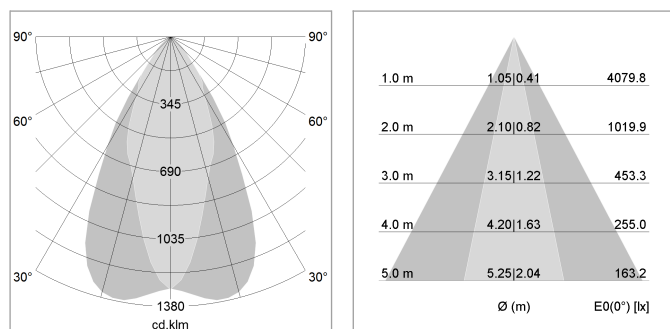 90° 90°
345
60° 60°
690
1035
30° 30°
1380
cd.klm
1.0 m 1.05|0.41 4079.8
2.0 m 2.10|0.82 1019.9
3.0 m 3.15|1.22 453.3
4.0 m 4.20|1.63 255.0
5.0 m 5.25|2.04 163.2
Ø (m) E0(0°) [lx]